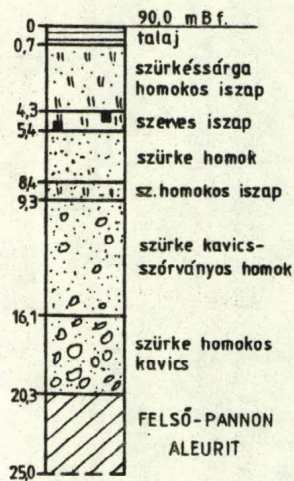 0 90,0 mBf.
0,7 talaj
szürkéssárga
homokos iszap
4,3
szerves iszap
5,4
szürke homok
8,4
sz. homokos iszap
9,3
szürke kavics-
szórványos homok
16,1
szürke homokos
kavics
20,3
FELSŐ-PANNON
ALEURIT
25,0